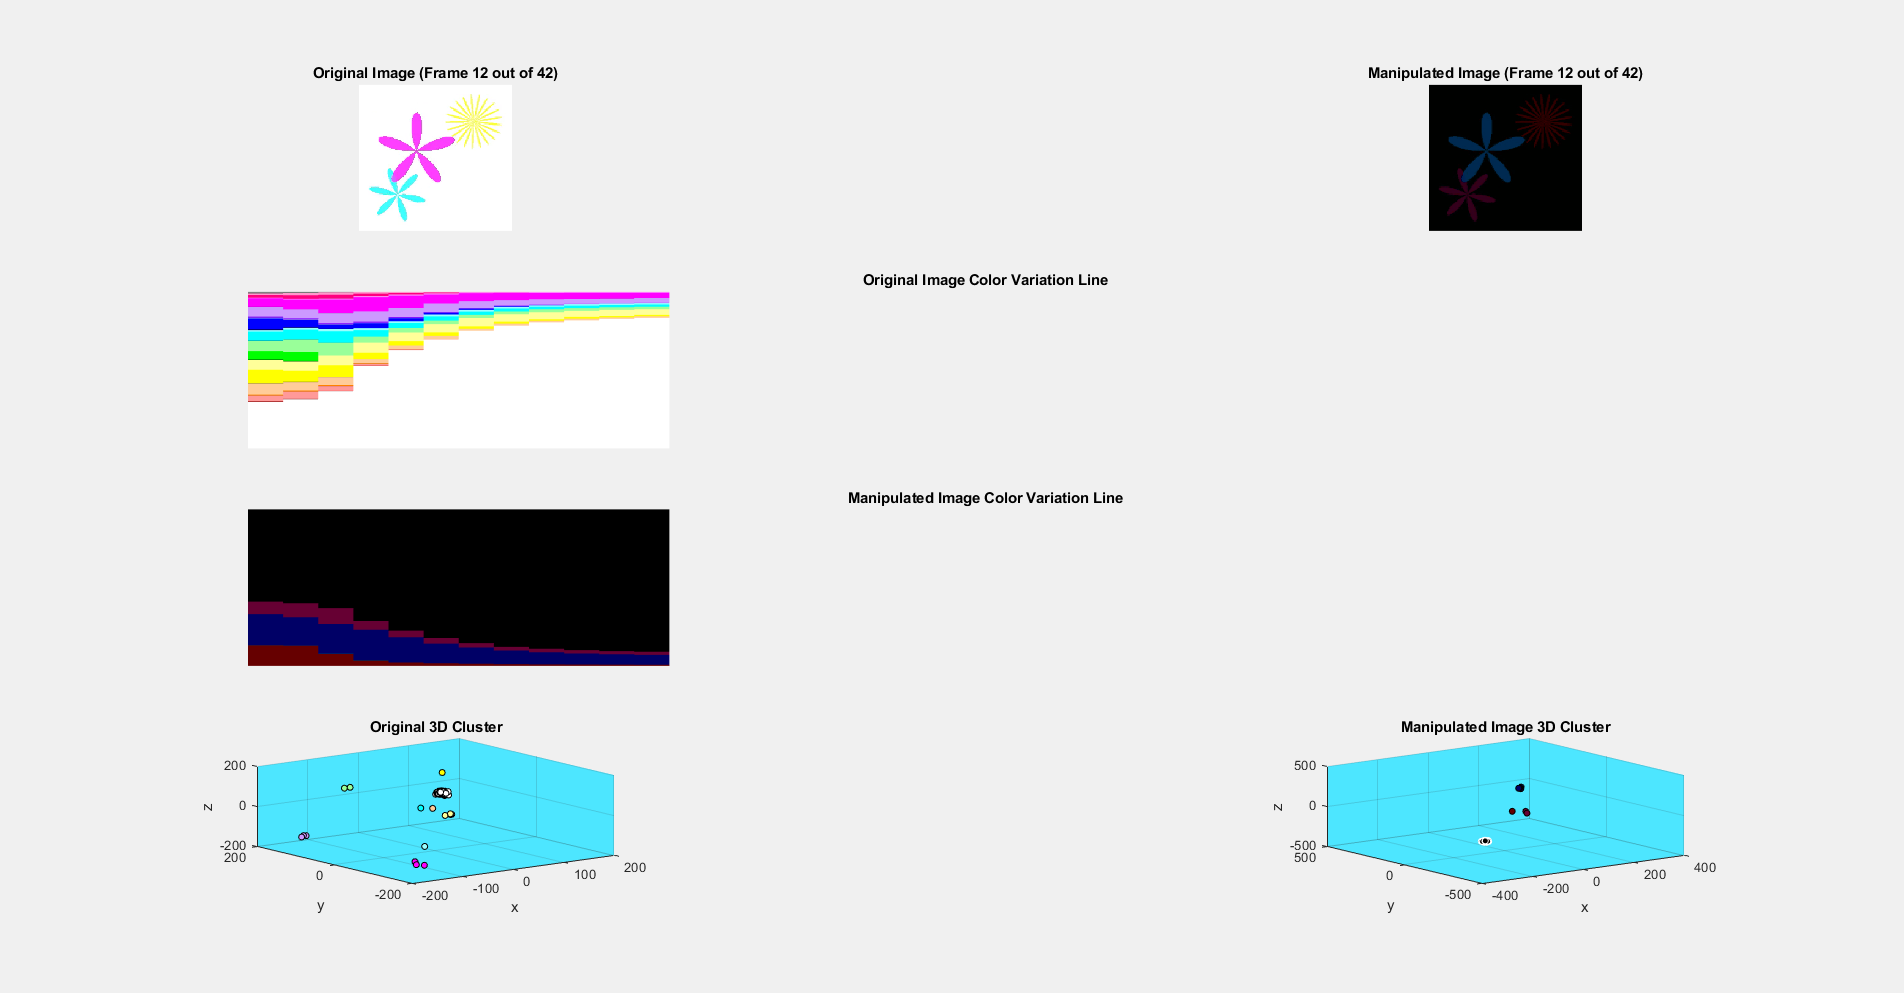 Original Image (Frame 12 out of 42)
Manipulated Image (Frame 12 out of 42)
Original Image Color Variation Line
Manipulated Image Color Variation Line
Original 3D Cluster
200
0
-200
z
200
0
-200
y
-200
-100
0
100
200
x
Manipulated Image 3D Cluster
500
0
-500
z
500
0
-500
y
-400
-200
0
200
400
x